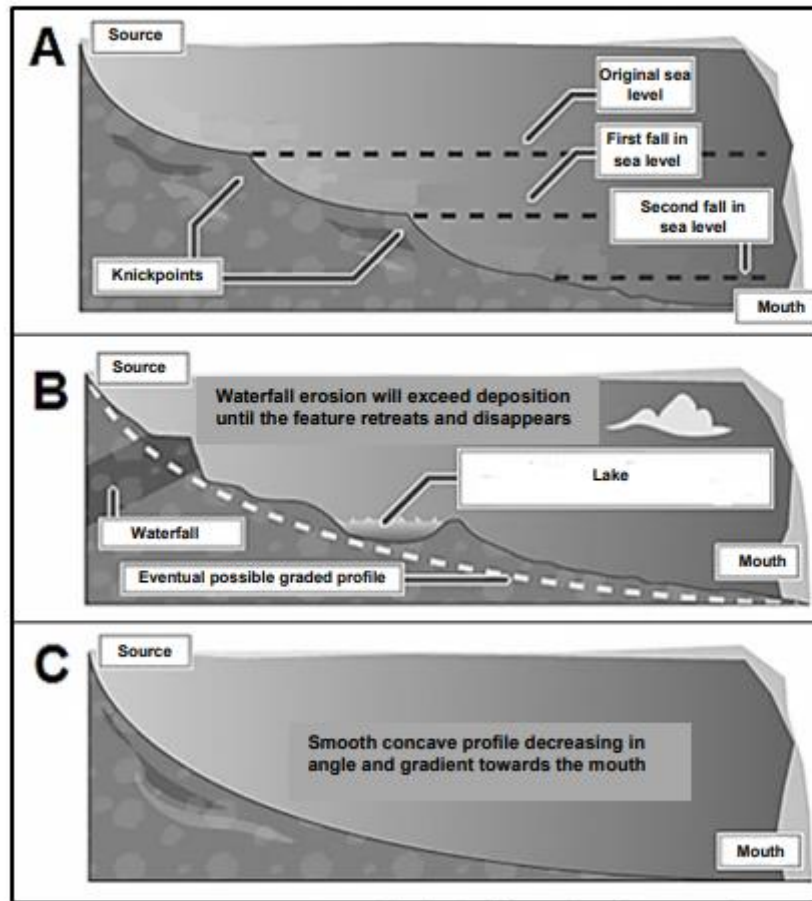 A
Source
Original sea
level
First fall in
sea level
Second fall in
sea level
Knickpoints
Mouth
B
Source
Waterfall erosion will exceed deposition
until the feature retreats and disappears
Lake
Waterfall
Mouth
Eventual possible graded profile
C
Source
Smooth concave profile decreasing in
angle and gradient towards the mouth
Mouth